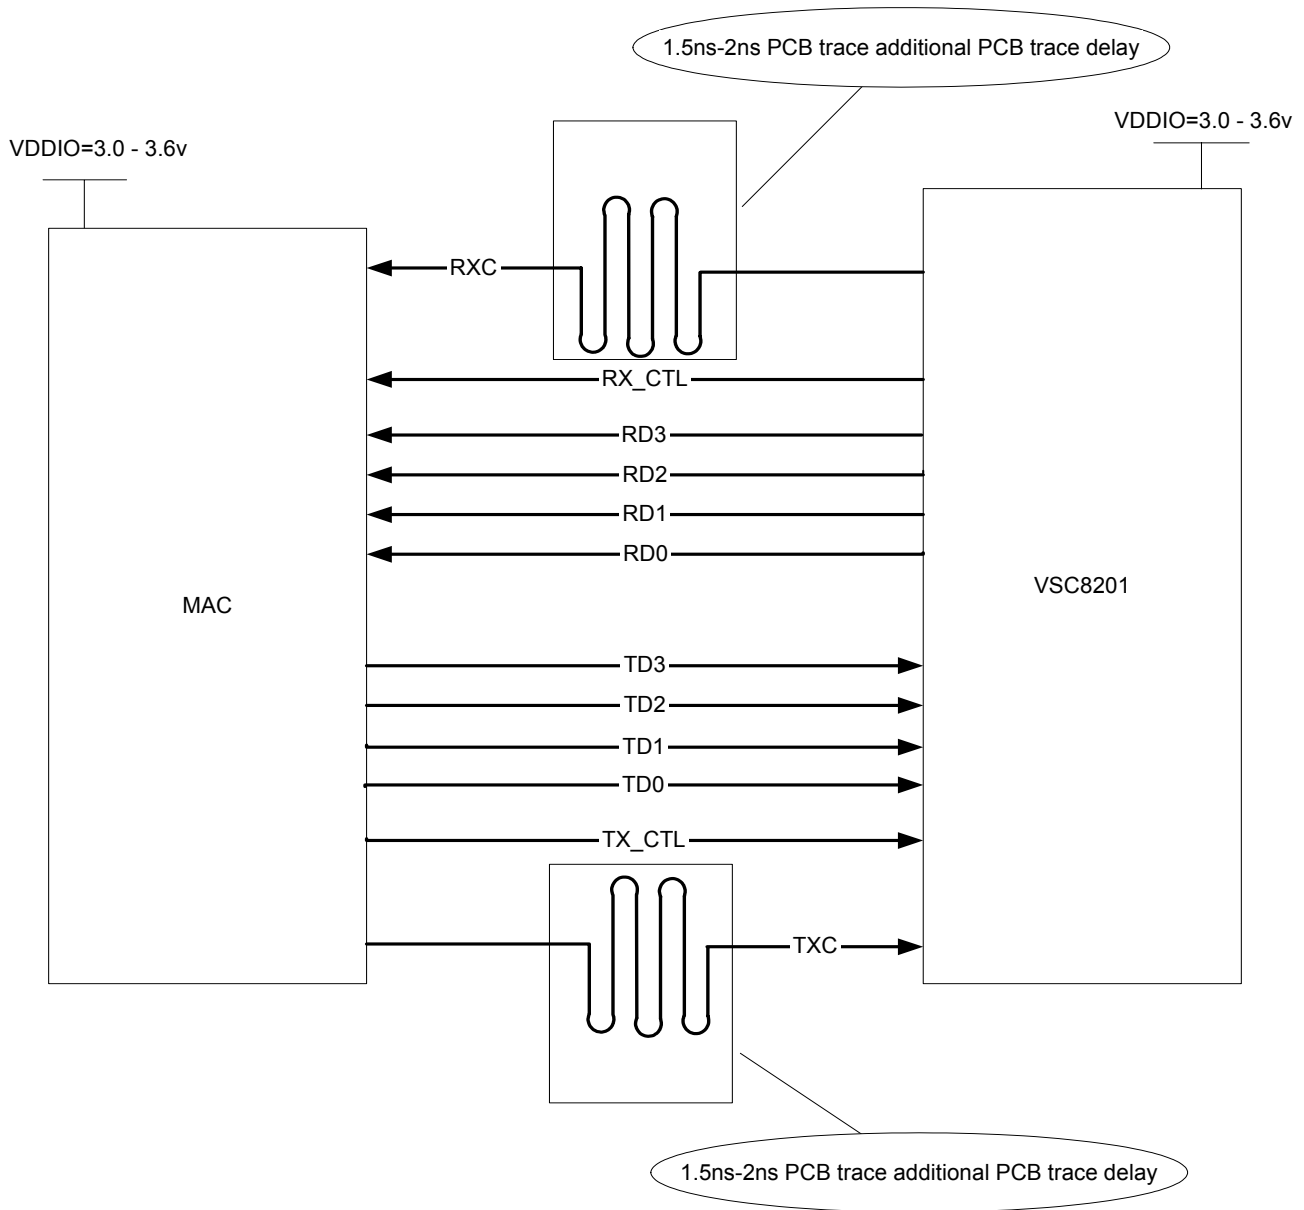 1.5ns-2ns PCB trace additional PCB trace delay
VDDIO=3.0 - 3.6v
VDDIO=3.0 - 3.6v
RXC
RX_CTL
RD3
RD2
RD1
RD0
MAC
VSC8201
TD3
TD2
TD1
TD0
TX_CTL
TXC
1.5ns-2ns PCB trace additional PCB trace delay